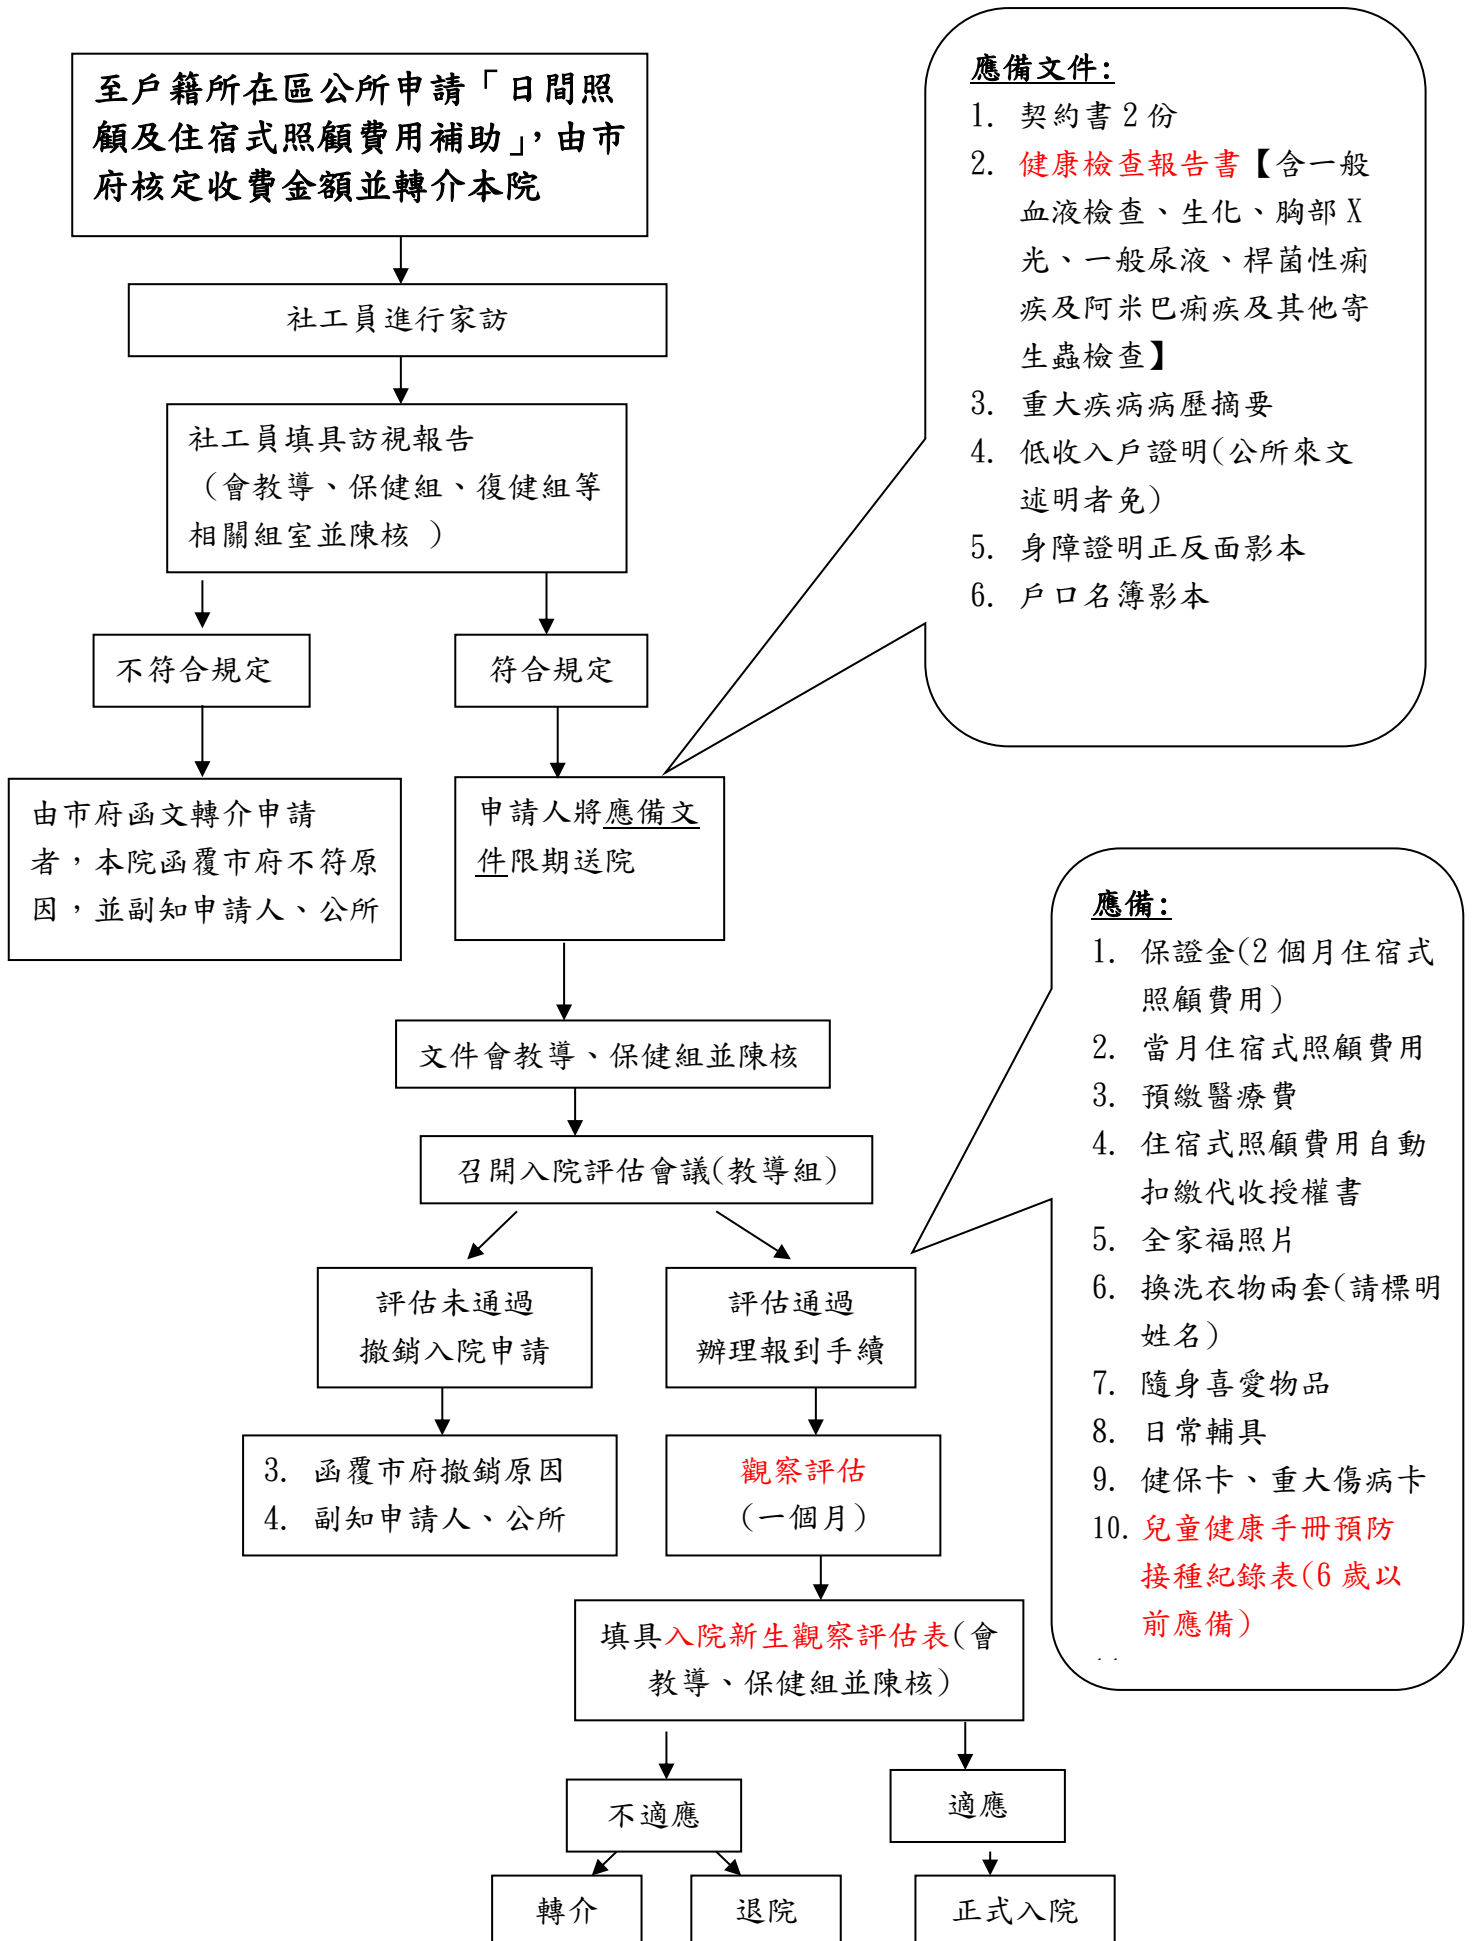 至戶籍所在區公所申請「日間照
顧及住宿式照顧費用補助」，由市
府核定收費金額並轉介本院
社工員進行家訪
社工員填具訪視報告
（會教導、保健組、復健組等
相關組室並陳核 ）
不符合規定
符合規定
由市府函文轉介申請
者，本院函覆市府不符原
因，並副知申請人、公所
申請人將應備文
件限期送院
應備文件:
1. 契約書 2 份
2. 健康檢查報告書【含一般
血液檢查、生化、胸部 X
光、一般尿液、桿菌性痢
疾及阿米巴痢疾及其他寄
生蟲檢查】
3. 重大疾病病歷摘要
4. 低收入戶證明(公所來文
述明者免)
5. 身障證明正反面影本
6. 戶口名簿影本
文件會教導、保健組並陳核
召開入院評估會議(教導組)
評估未通過
撤銷入院申請
評估通過
辦理報到手續
3. 函覆市府撤銷原因
4. 副知申請人、公所
觀察評估
(一個月)
應備:
1. 保證金(2 個月住宿式
照顧費用)
2. 當月住宿式照顧費用
3. 預繳醫療費
4. 住宿式照顧費用自動
扣繳代收授權書
5. 全家福照片
6. 換洗衣物兩套(請標明
姓名)
7. 隨身喜愛物品
8. 日常輔具
9. 健保卡、重大傷病卡
10. 兒童健康手冊預防
接種紀錄表(6 歲以
前應備)
填具入院新生觀察評估表(會
教導、保健組並陳核)
不適應
適應
轉介
退院
正式入院